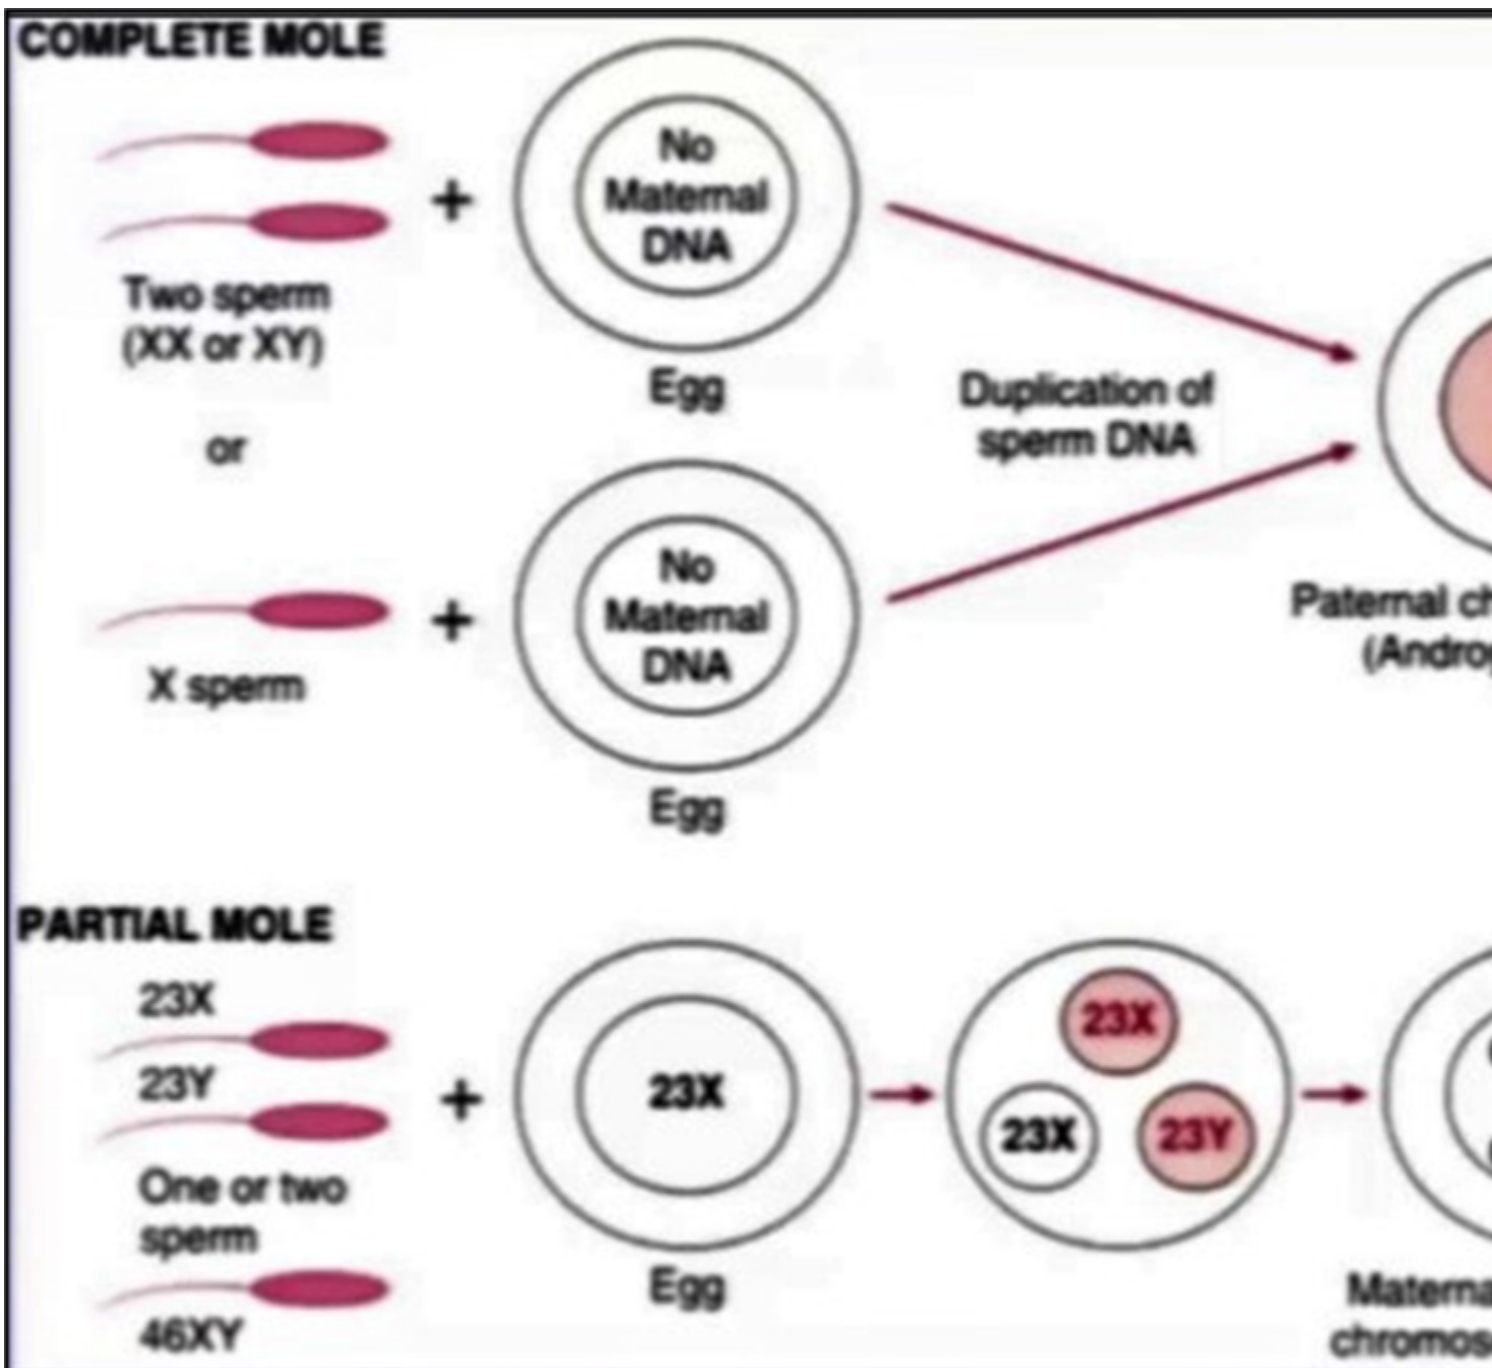 COMPLETE MOLE
No
Maternal
DNA
Two sperm
(XX or XY)
Egg
or
Duplication of
sperm DNA
No
Maternal
DNA
X sperm
Egg
Paternal
PARTIAL MOLE
23X
23Y
One or two
sperm
46XY
23X
Egg
23X
23X
23Y